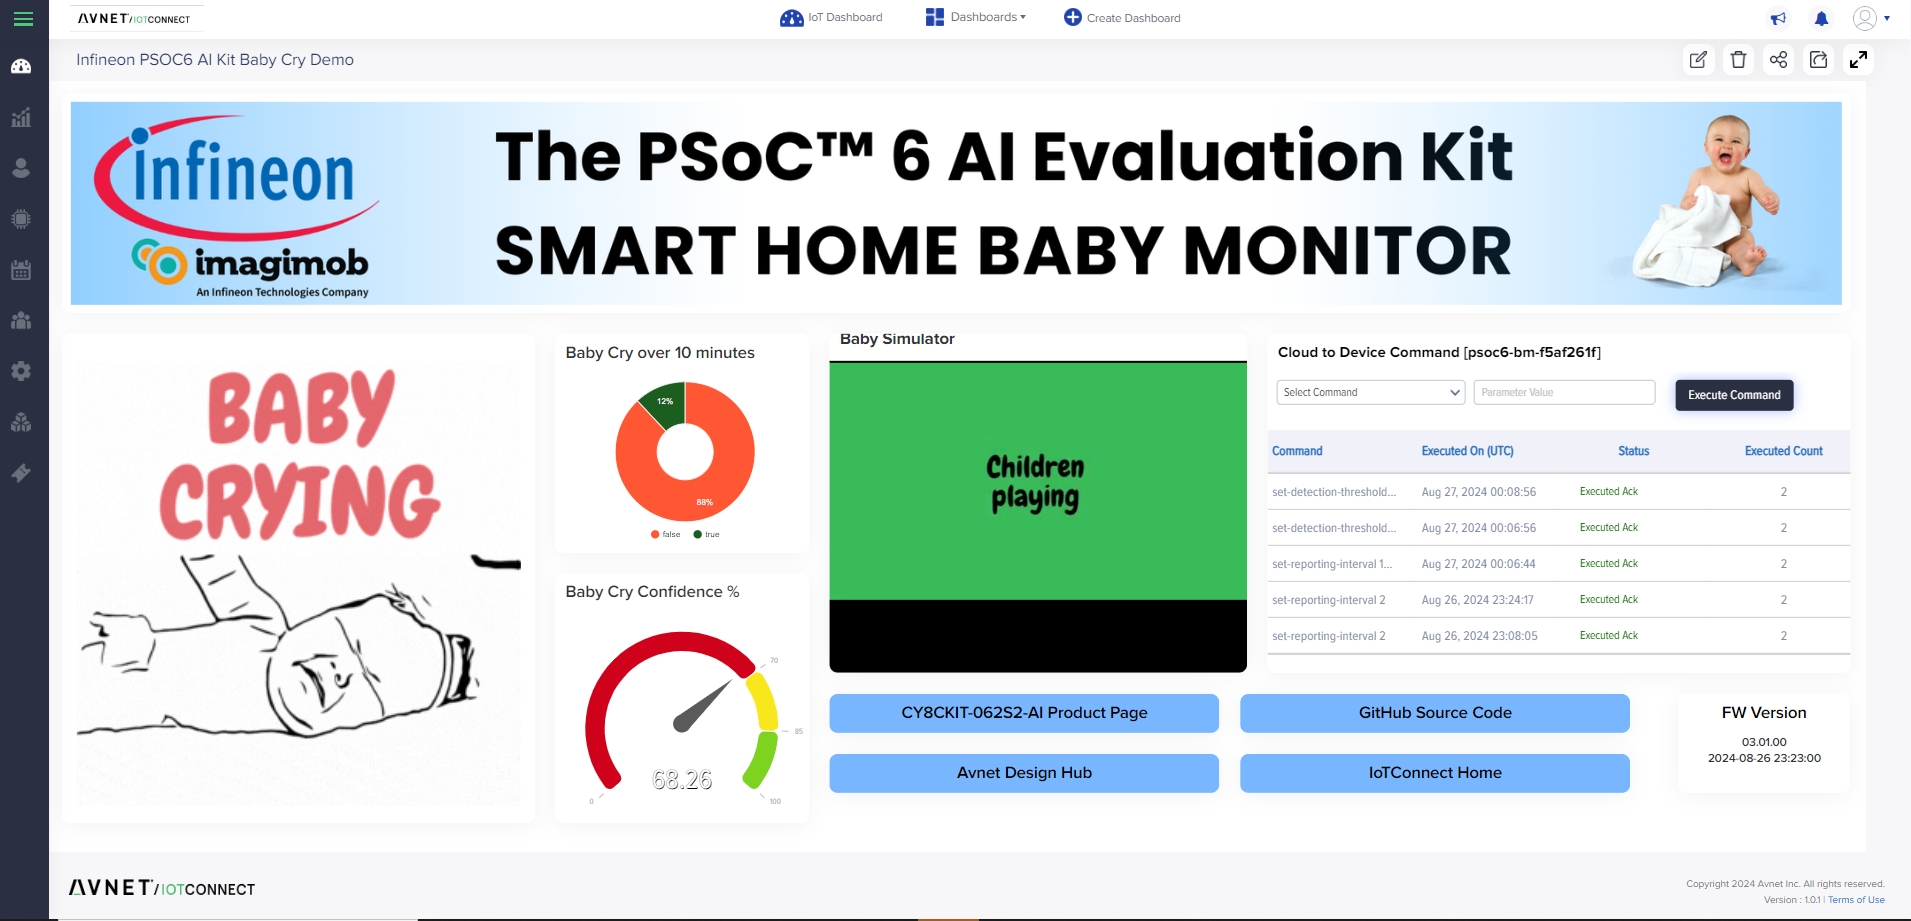 AVNET/IOTCONNECT
IoT Dashboard
Dashboards
Create Dashboard
Infineon PSOC6 AI Kit Baby Cry Demo
infineon
imagimob
An Infineon Technologies Company
The PSoC™ 6 AI Evaluation Kit
SMART HOME BABY MONITOR
BABY
CRYING
Baby Cry over 10 minutes
12%
88%
false true
Baby Cry Confidence %
70
85
68.26
0
100
Baby Simulator
Children
playing
Cloud to Device Command [psoc6-bm-f5af261f]
Select Command Parameter Value Execute Command
Command Executed On (UTC) Status Executed Count
set-detection-threshold... Aug 27, 2024 00:08:56 Executed Ack 2
set-detection-threshold... Aug 27, 2024 00:06:56 Executed Ack 2
set-reporting-interval 1... Aug 27, 2024 00:06:44 Executed Ack 2
set-reporting-interval 2 Aug 26, 2024 23:24:17 Executed Ack 2
set-reporting-interval 2 Aug 26, 2024 23:08:05 Executed Ack 2
CY8CKIT-062S2-AI Product Page
GitHub Source Code
Avnet Design Hub
IoTConnect Home
FW Version
03.01.00
2024-08-26 23:23:00
AVNET/IOTCONNECT
Copyright 2024 Avnet Inc. All rights reserved.
Version : 1.0.1 | Terms of Use